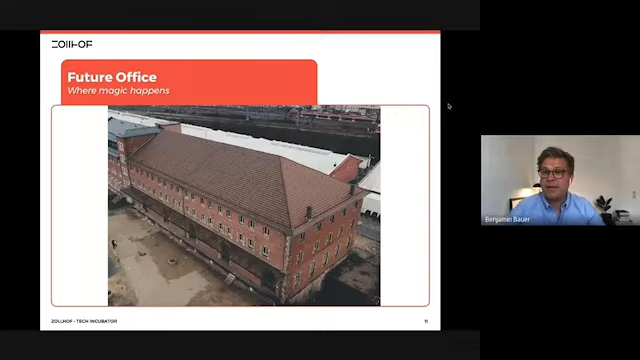 ZOLLHOF
Future Office
Where magic happens
Benjamin Bauer
ZOLLHOF - TECH INCUBATOR
11